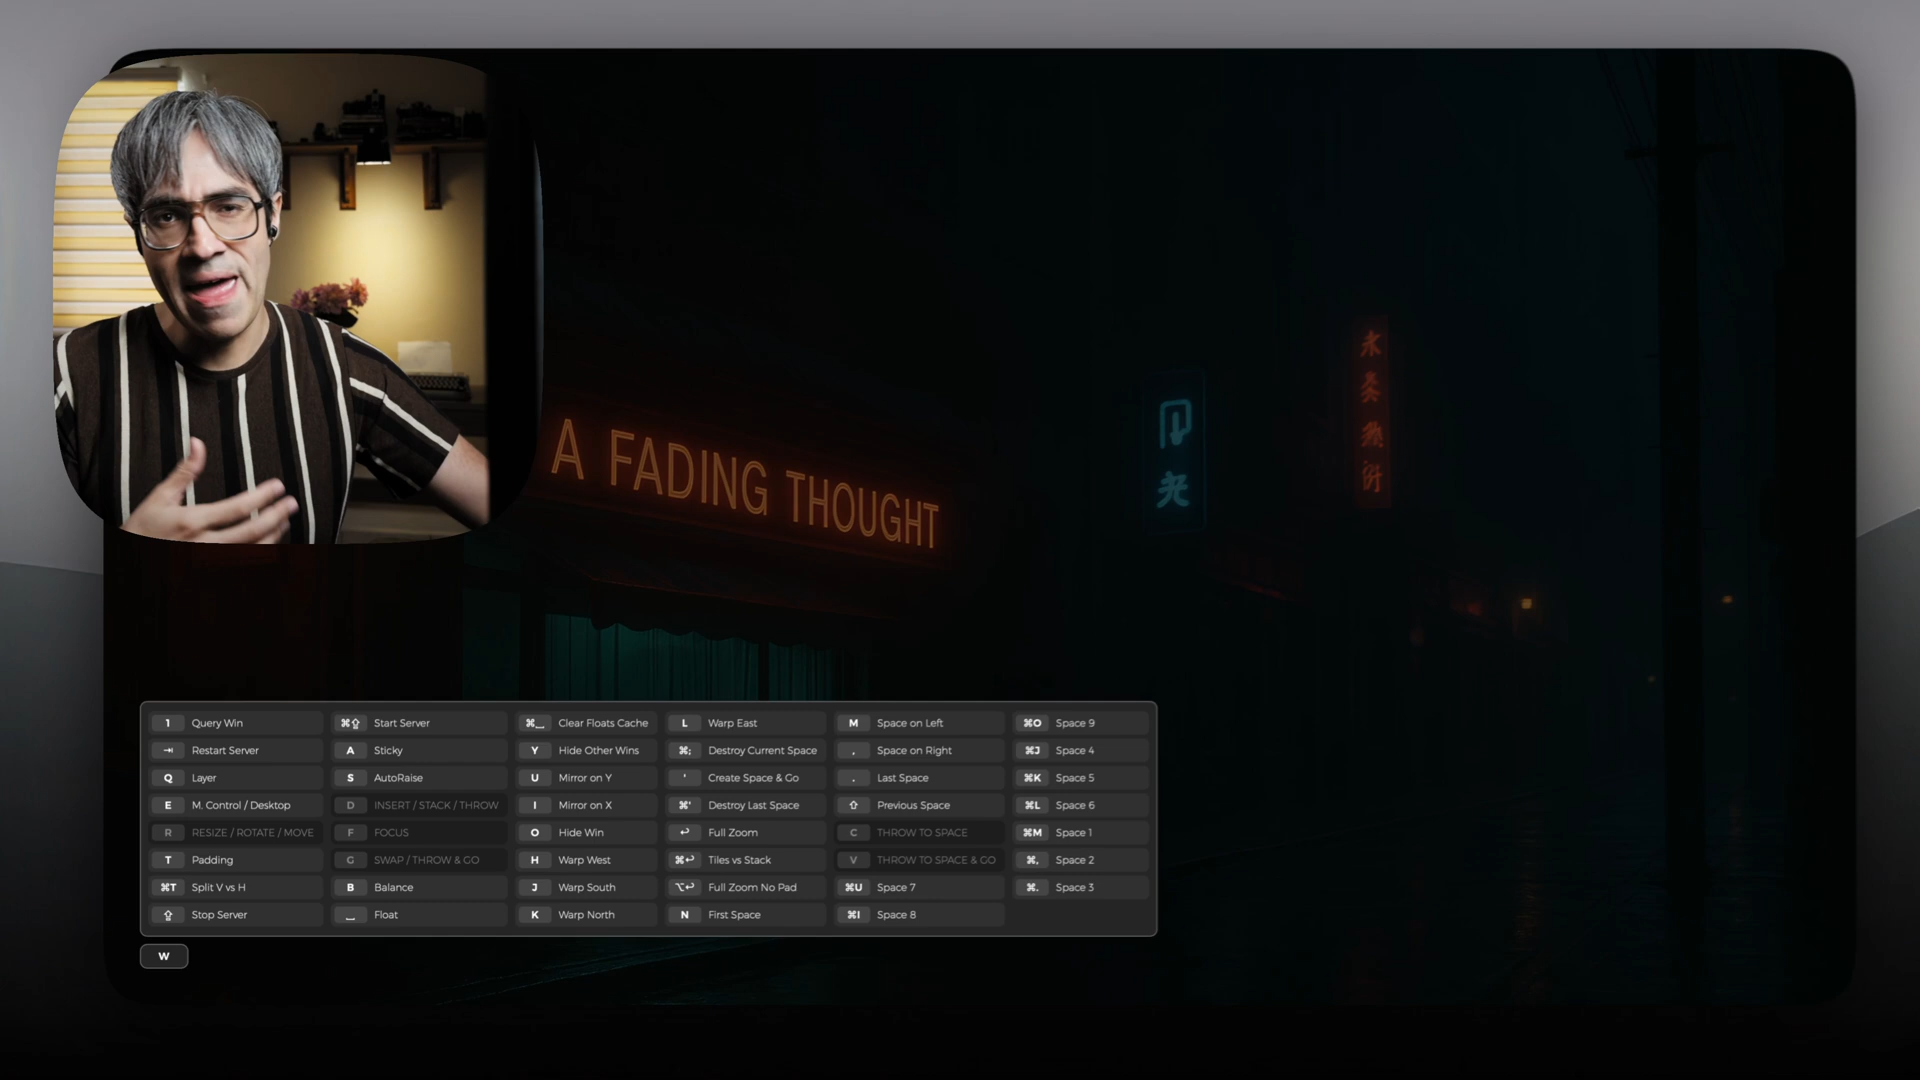 A FADING THOUGHT
1 Query Win
⇥ Restart Server
Q Layer
E M. Control / Desktop
R RESIZE / ROTATE / MOVE
T Padding
⌘T Split V vs H
⇪ Stop Server
⌘⇪ Start Server
A Sticky
S AutoRaise
D INSERT / STACK / THROW
F FOCUS
G SWAP / THROW & GO
B Balance
⎵ Float
⌘⎵ Clear Floats Cache
Y Hide Other Wins
U Mirror on Y
I Mirror on X
O Hide Win
H Warp West
J Warp South
K Warp North
L Warp East
⌘; Destroy Current Space
' Create Space & Go
⌘' Destroy Last Space
↩ Full Zoom
⌘↩ Tiles vs Stack
⌥↩ Full Zoom No Pad
N First Space
M Space on Left
, Space on Right
. Last Space
⇧ Previous Space
C THROW TO SPACE
V THROW TO SPACE & GO
⌘U Space 7
⌘I Space 8
⌘O Space 9
⌘J Space 4
⌘K Space 5
⌘L Space 6
⌘M Space 1
⌘, Space 2
⌘. Space 3
W